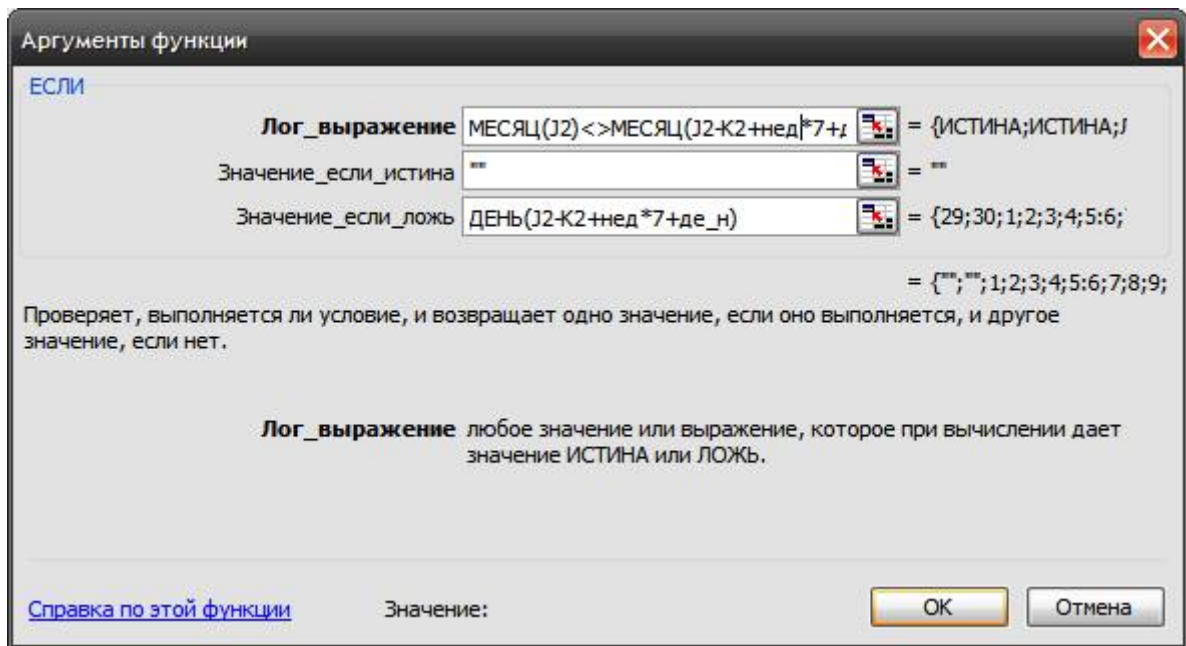 Аргументы функции
ЕСЛИ
Лог_выражение МЕСЯЦ(J2)<>МЕСЯЦ(J2-K2+нед*7+д = {ИСТИНА;ИСТИНА;Л
Значение_если_истина "" = ""
Значение_если_ложь ДЕНЬ(J2-K2+нед*7+де_н) = {29;30;1;2;3;4;5:6;
= {"";"";1;2;3;4;5:6;7;8;9;
Проверяет, выполняется ли условие, и возвращает одно значение, если оно выполняется, и другое
значение, если нет.
Лог_выражение любое значение или выражение, которое при вычислении дает
значение ИСТИНА или ЛОЖЬ.
Справка по этой функции Значение: ОК Отмена